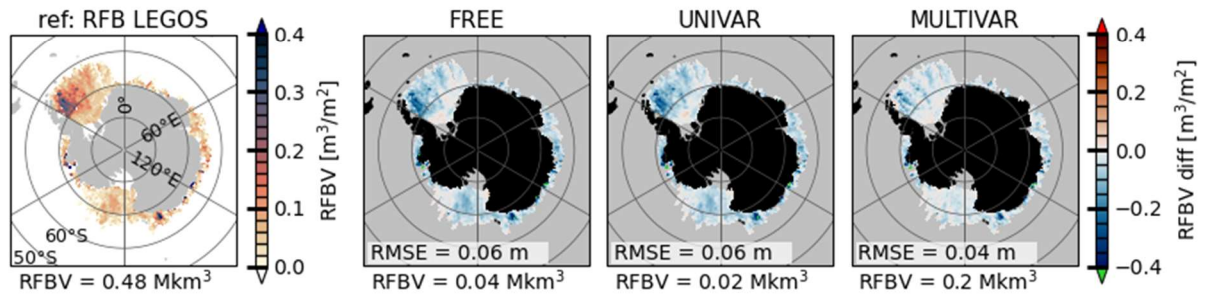 ref: RFB LEGOS
0°
60°E
120°E
60°S
50°S
RFBV = 0.48 Mkm³
0.4
0.3
0.2
0.1
0.0
RFBV [m³/m²]
FREE
RMSE = 0.06 m
RFBV = 0.04 Mkm³
UNIVAR
RMSE = 0.06 m
RFBV = 0.02 Mkm³
MULTIVAR
RMSE = 0.04 m
RFBV = 0.2 Mkm³
0.4
0.2
0.0
−0.2
−0.4
RFBV diff [m³/m²]